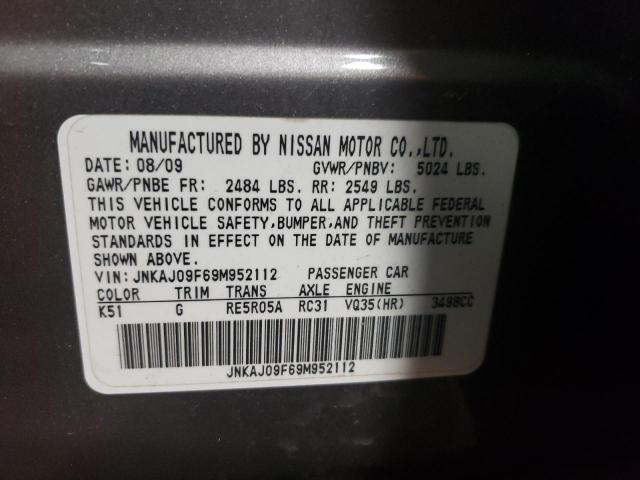 MANUFACTURED BY NISSAN MOTOR CO.,LTD.
DATE: 08/09 GVWR/PNBV: 5024 LBS.
GAWR/PNBE FR: 2484 LBS. RR: 2549 LBS.
THIS VEHICLE CONFORMS TO ALL APPLICABLE FEDERAL
MOTOR VEHICLE SAFETY,BUMPER,AND THEFT PREVENTION
STANDARDS IN EFFECT ON THE DATE OF MANUFACTURE
SHOWN ABOVE.
VIN: JNKAJ09F69M952112 PASSENGER CAR
COLOR TRIM TRANS AXLE ENGINE
K51 G RE5R05A RC31 VQ35(HR) 3498CC
JNKAJ09F69M952112